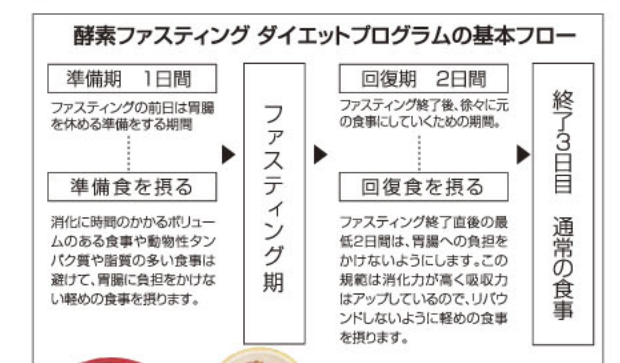 酵素ファスティング ダイエットプログラムの基本フロー
準備期　1日間
ファスティングの前日は胃腸
を休める準備をする期間
準備食を摂る
消化に時間のかかるボリュー
ムのある食事や動物性タン
パク質や脂質の多い食事は
避けて、胃腸に負担をかけな
い軽めの食事を摂ります。
ファスティング期
回復期　2日間
ファスティング終了後、徐々に元
の食事にしていくための期間。
回復食を摂る
ファスティング終了直後の最
低2日間は、胃腸への負担を
かけないようにします。この
規範は消化力が高く吸収力
はアップしているので、リバウ
ンドしないように軽めの食事
を摂ります。
終了3日目　通常の食事